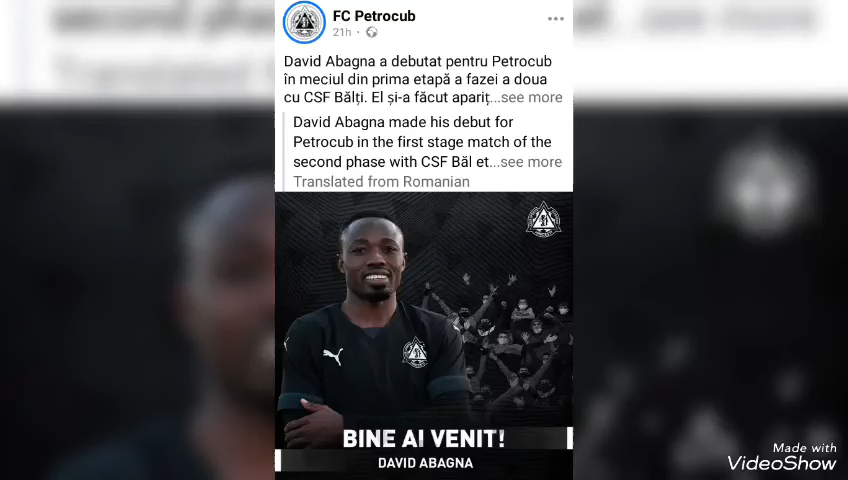 FC Petrocub
21h
David Abagna a debutat pentru Petrocub
în meciul din prima etapă a fazei a doua
cu CSF Bălți. El și-a făcut apariț...see more
David Abagna made his debut for
Petrocub in the first stage match of the
second phase with CSF Băl et...see more
Translated from Romanian
BINE AI VENIT!
DAVID ABAGNA
Made with
VideoShow